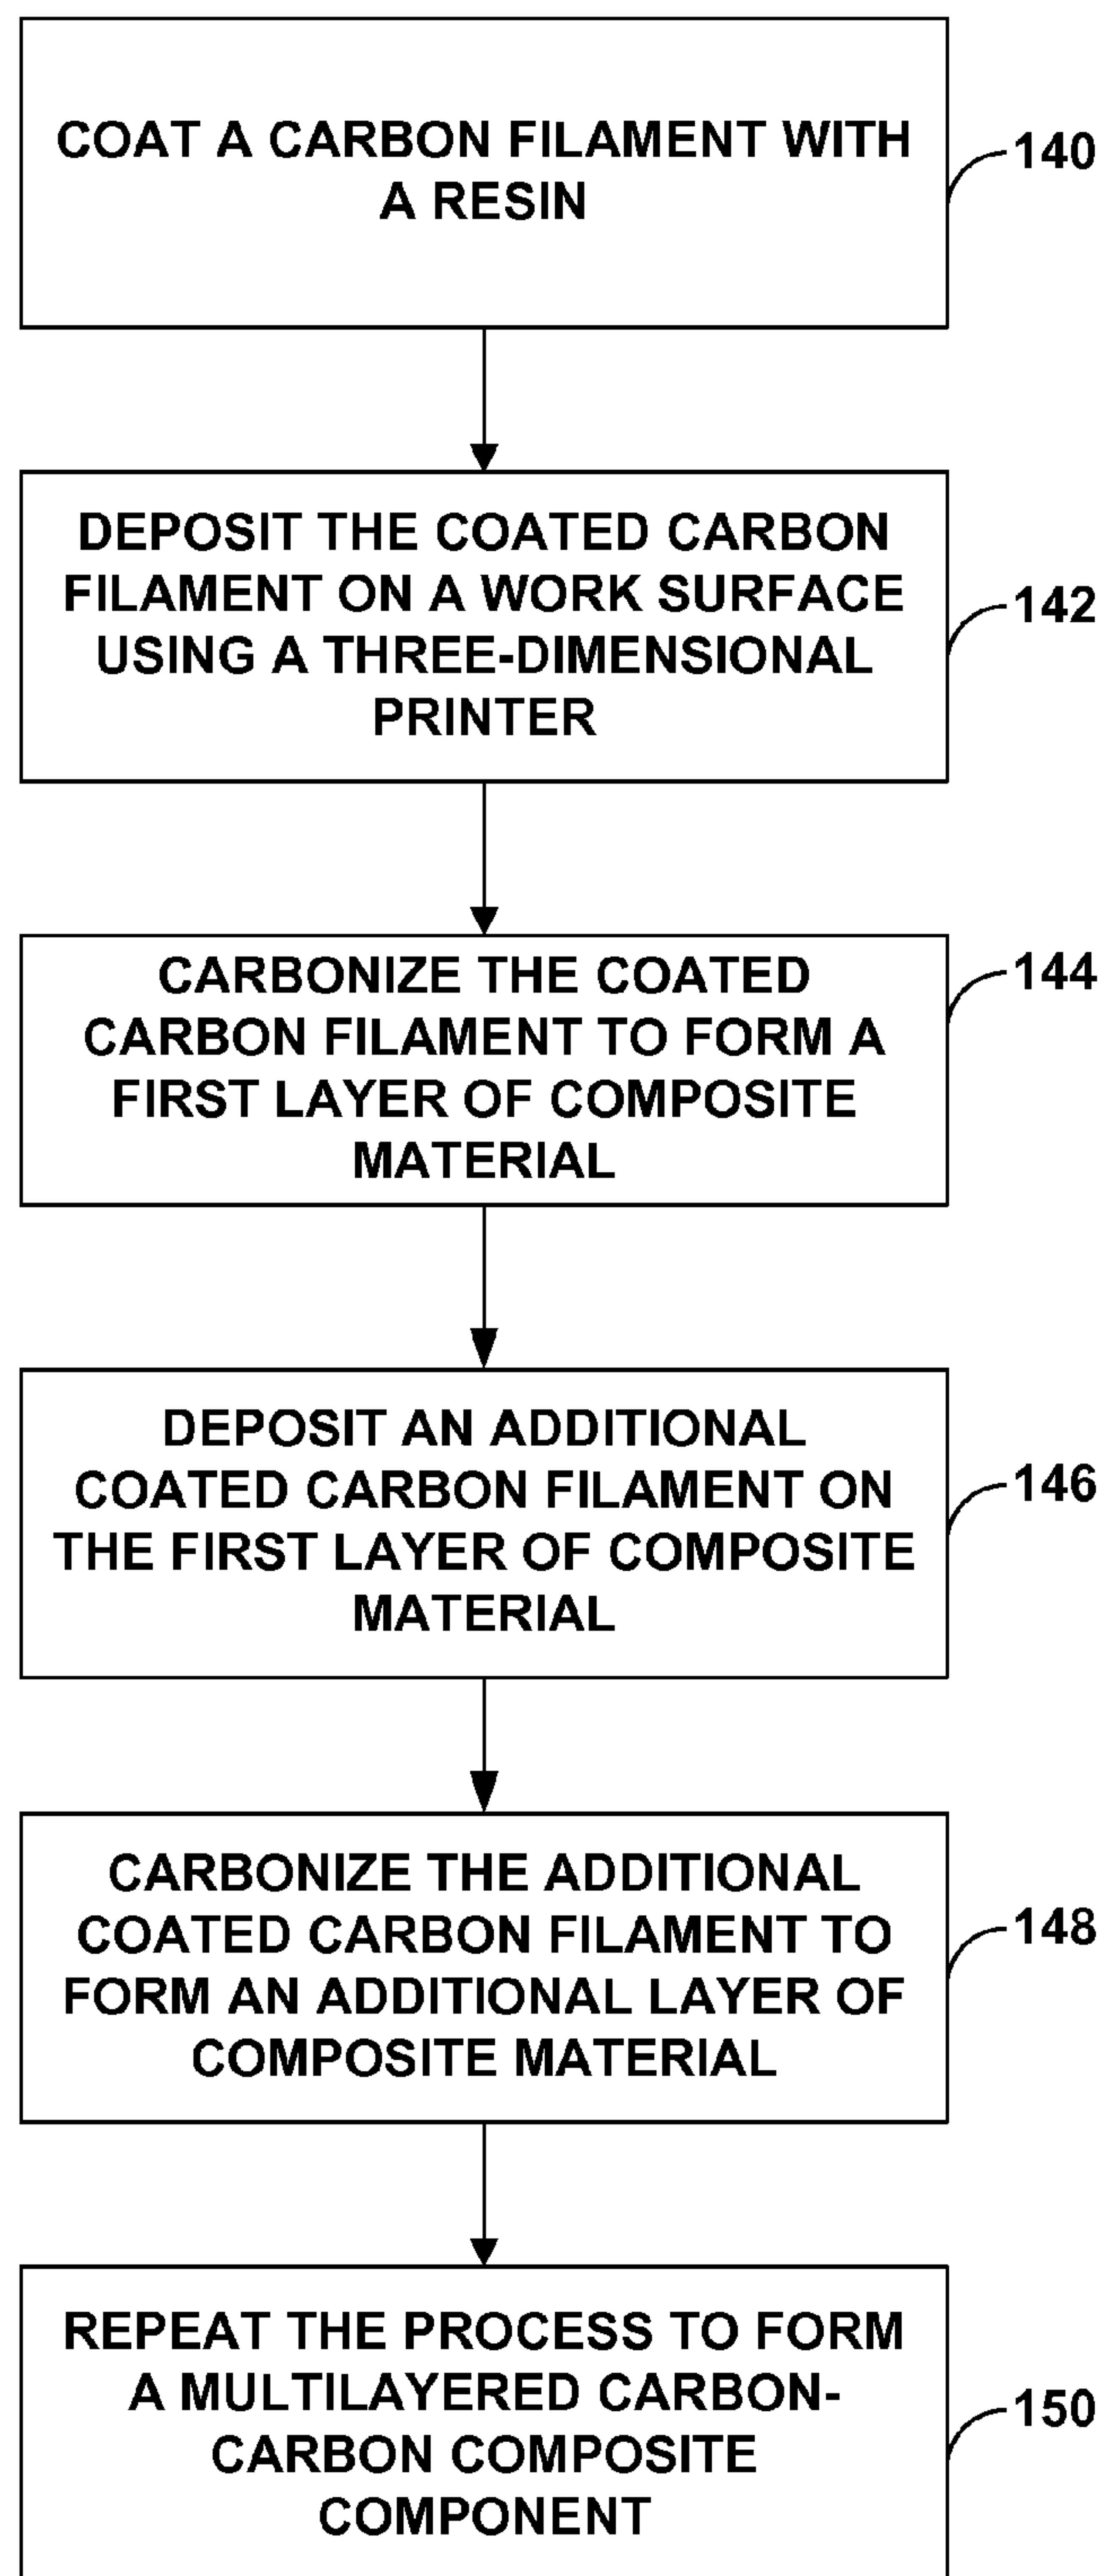 COAT A CARBON FILAMENT WITH
A RESIN
140
DEPOSIT THE COATED CARBON
FILAMENT ON A WORK SURFACE
USING A THREE-DIMENSIONAL
PRINTER
142
CARBONIZE THE COATED
CARBON FILAMENT TO FORM A
FIRST LAYER OF COMPOSITE
MATERIAL
144
DEPOSIT AN ADDITIONAL
COATED CARBON FILAMENT ON
THE FIRST LAYER OF COMPOSITE
MATERIAL
146
CARBONIZE THE ADDITIONAL
COATED CARBON FILAMENT TO
FORM AN ADDITIONAL LAYER OF
COMPOSITE MATERIAL
148
REPEAT THE PROCESS TO FORM
A MULTILAYERED CARBON-
CARBON COMPOSITE
COMPONENT
150